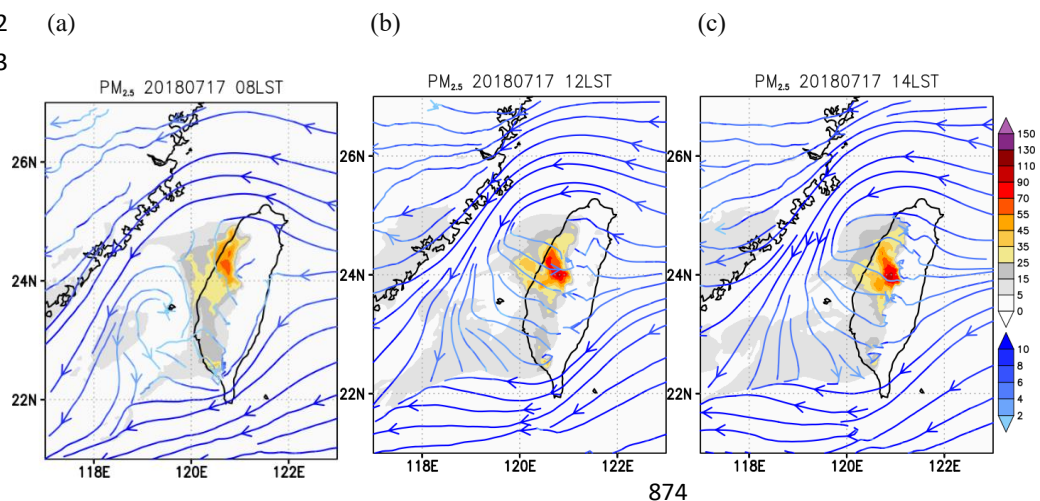 2
(a)
(b)
(c)
3
PM2.5 20180717 08LST
PM2.5 20180717 12LST
PM2.5 20180717 14LST
26N
24N
22N
118E
120E
122E
26N
24N
22N
118E
120E
122E
26N
24N
22N
118E
120E
122E
150
130
110
90
70
55
45
35
25
15
5
0
10
8
6
4
2
874